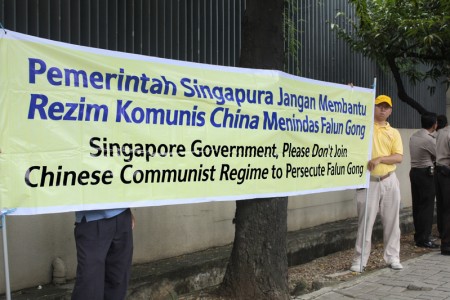 Pemerintah Singapura Jangan Membantu
Rezim Komunis China Menindas Falun Gong
Singapore Government, Please Don't Join
Chinese Communist Regime to Persecute Falun Gong